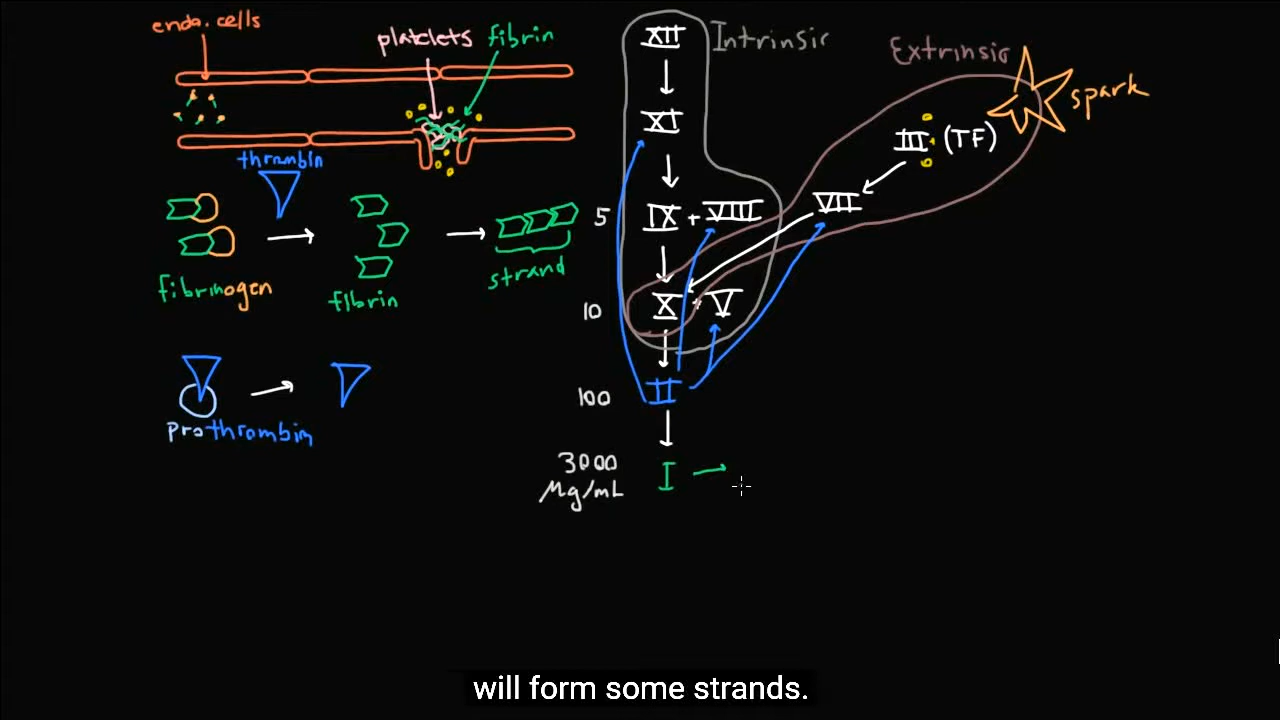 endo. cells
platelets fibrin
thrombin
fibrinogen
fibrin
strand
prothrombin
XII Intrinsic
XI
5 IX + VIII
10 X + V
100 II
3000 I
μg/mL
Extrinsic
spark
III (TF)
VII
will form some strands.